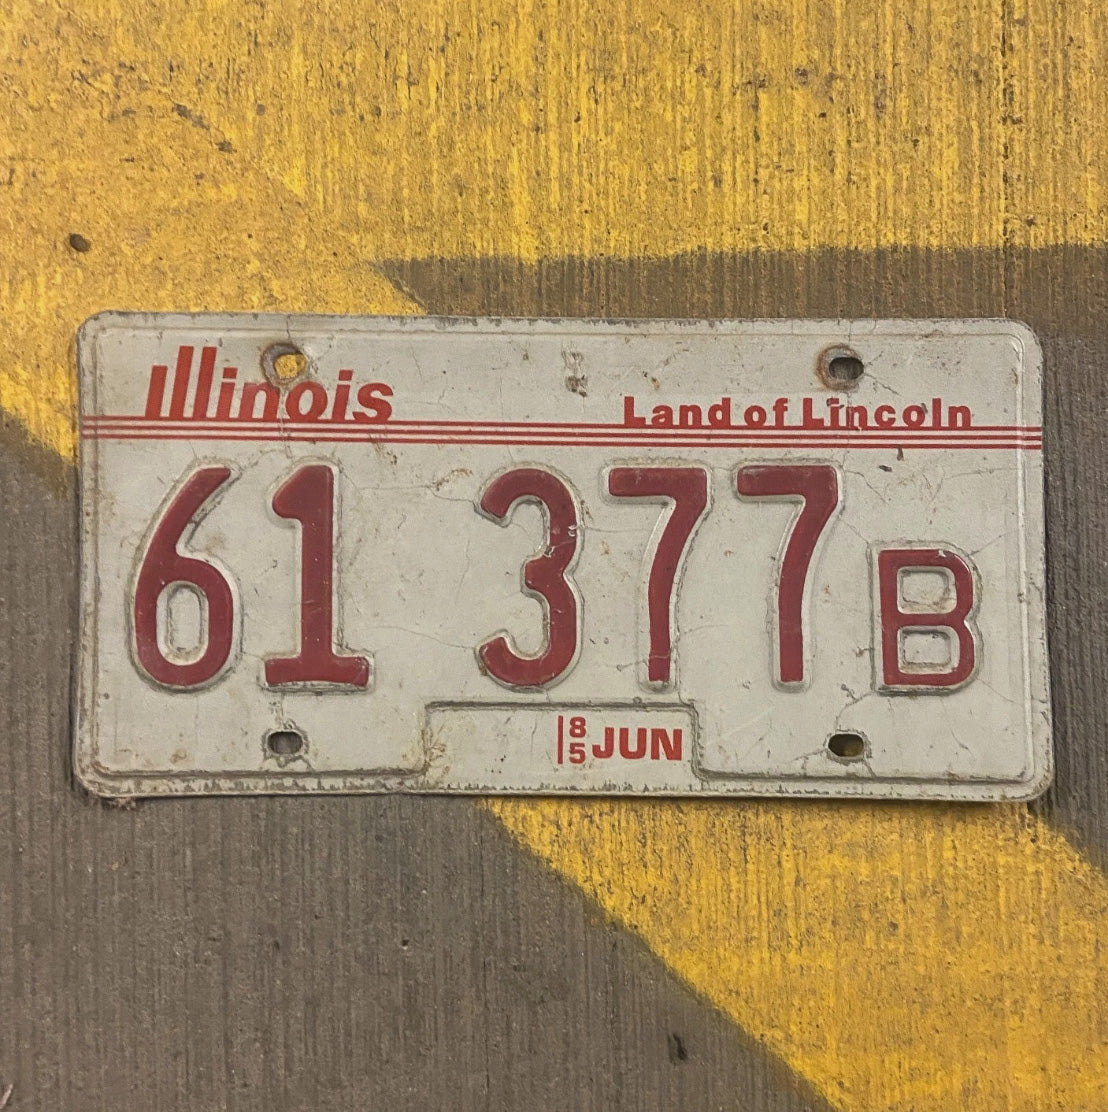 Illinois Land of Lincoln
61 377 B
85 JUN